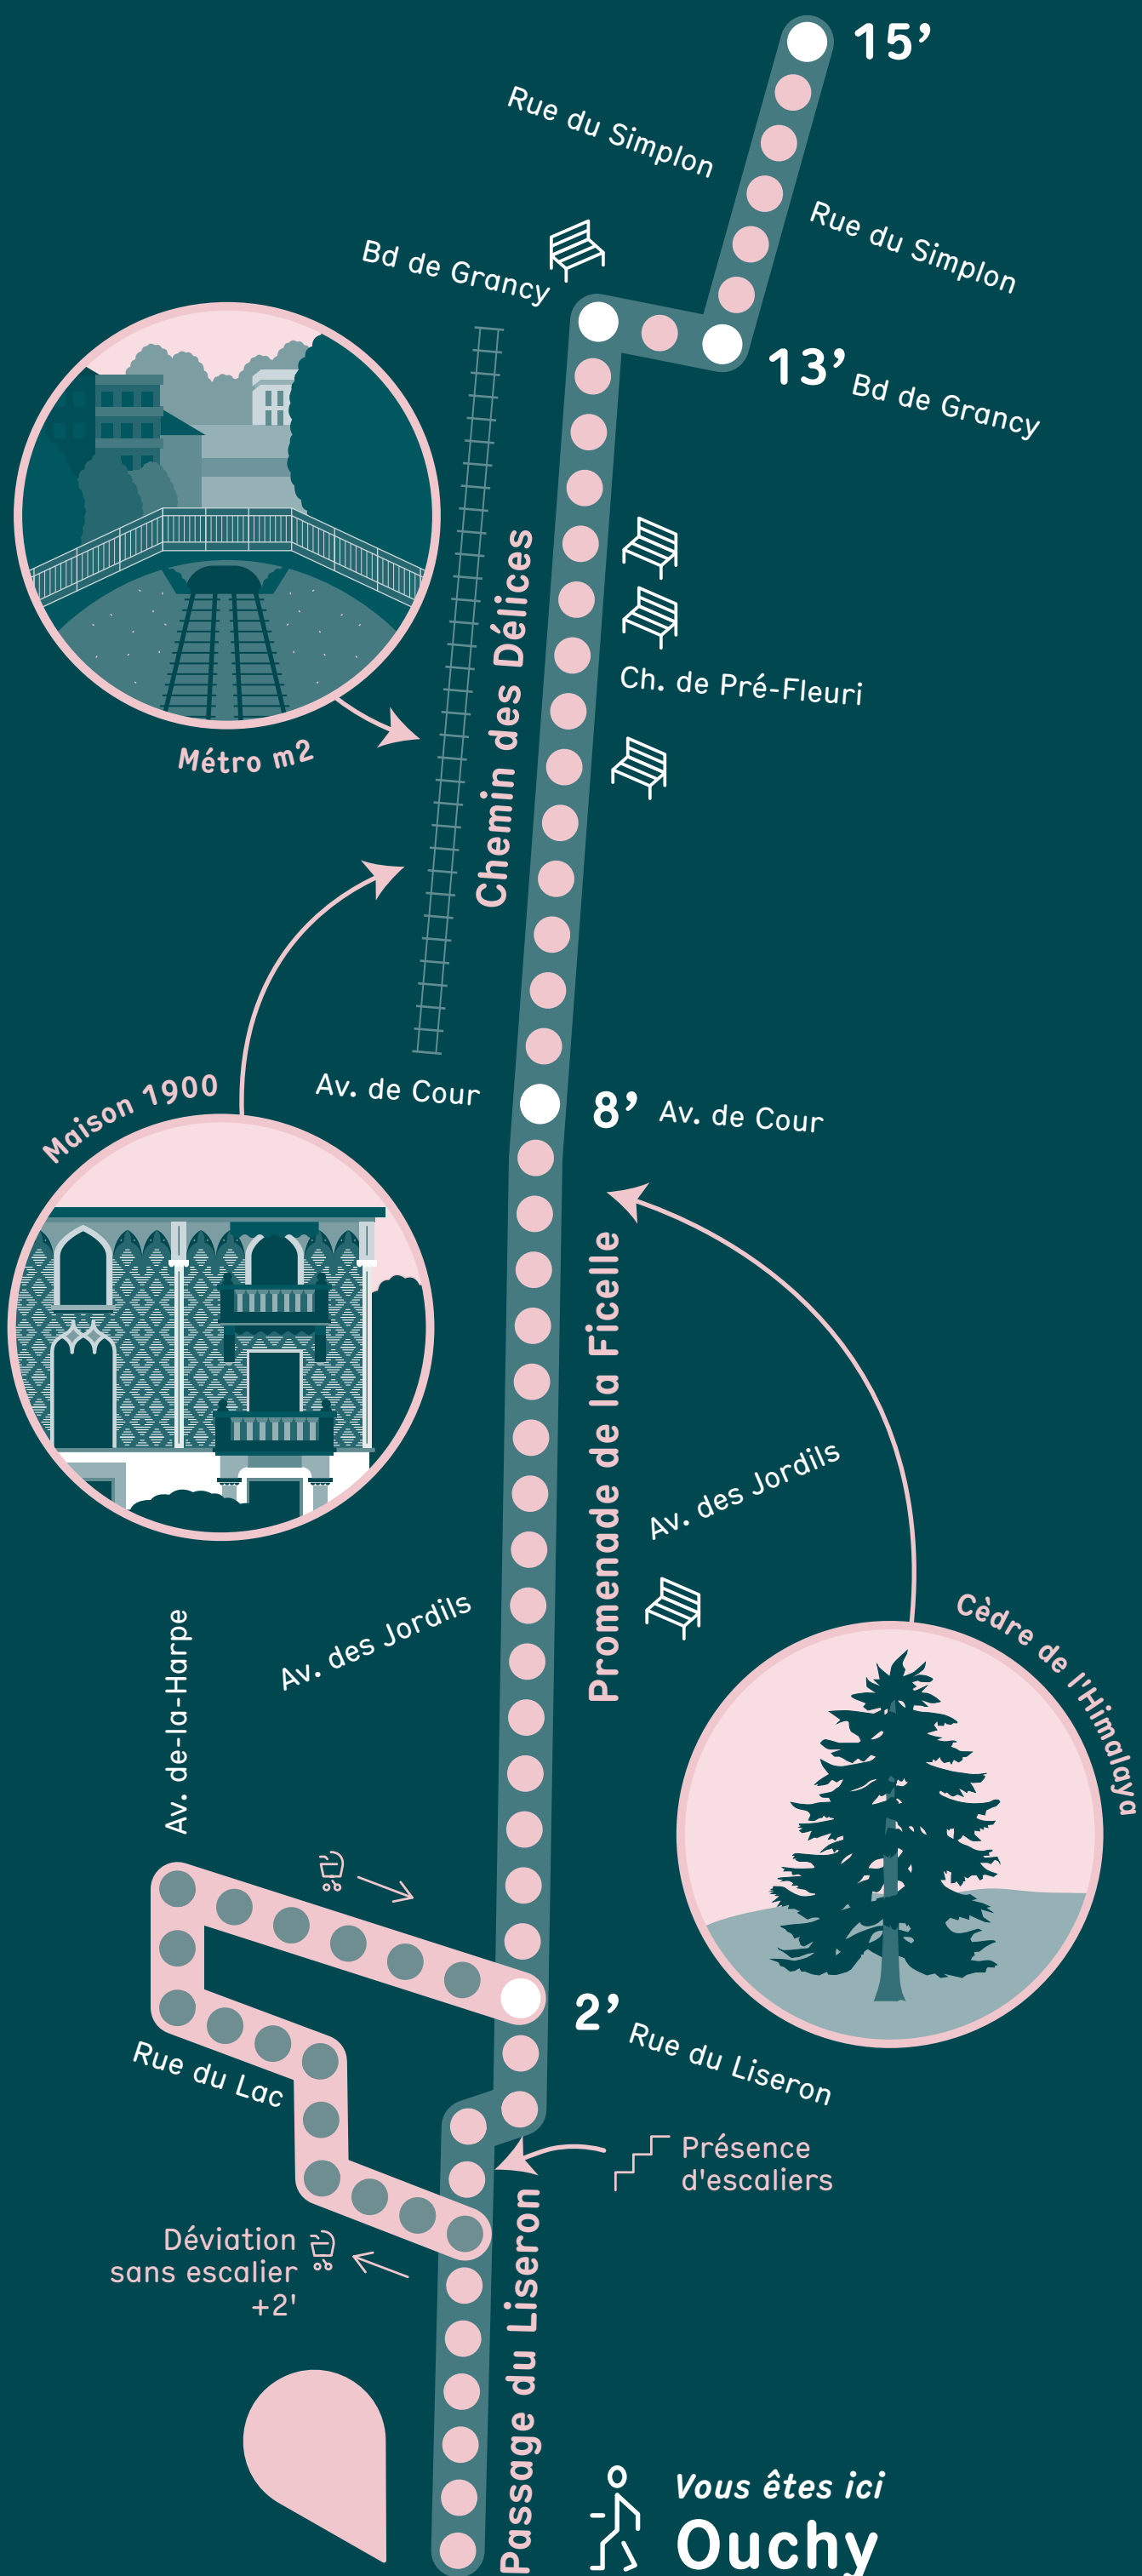 15’
Rue du Simplon
Rue du Simplon
Bd de Grancy
13’ Bd de Grancy
Chemin des Délices
Ch. de Pré-Fleuri
Métro m2
Maison 1900
Av. de Cour
8’ Av. de Cour
Promenade de la Ficelle
Av. des Jordils
Av. des Jordils
Cèdre de l'Himalaya
Av. de-la-Harpe
2’ Rue du Liseron
Rue du Lac
Présence
d'escaliers
Déviation
sans escalier
+2'
Passage du Liseron
Vous êtes ici
Ouchy